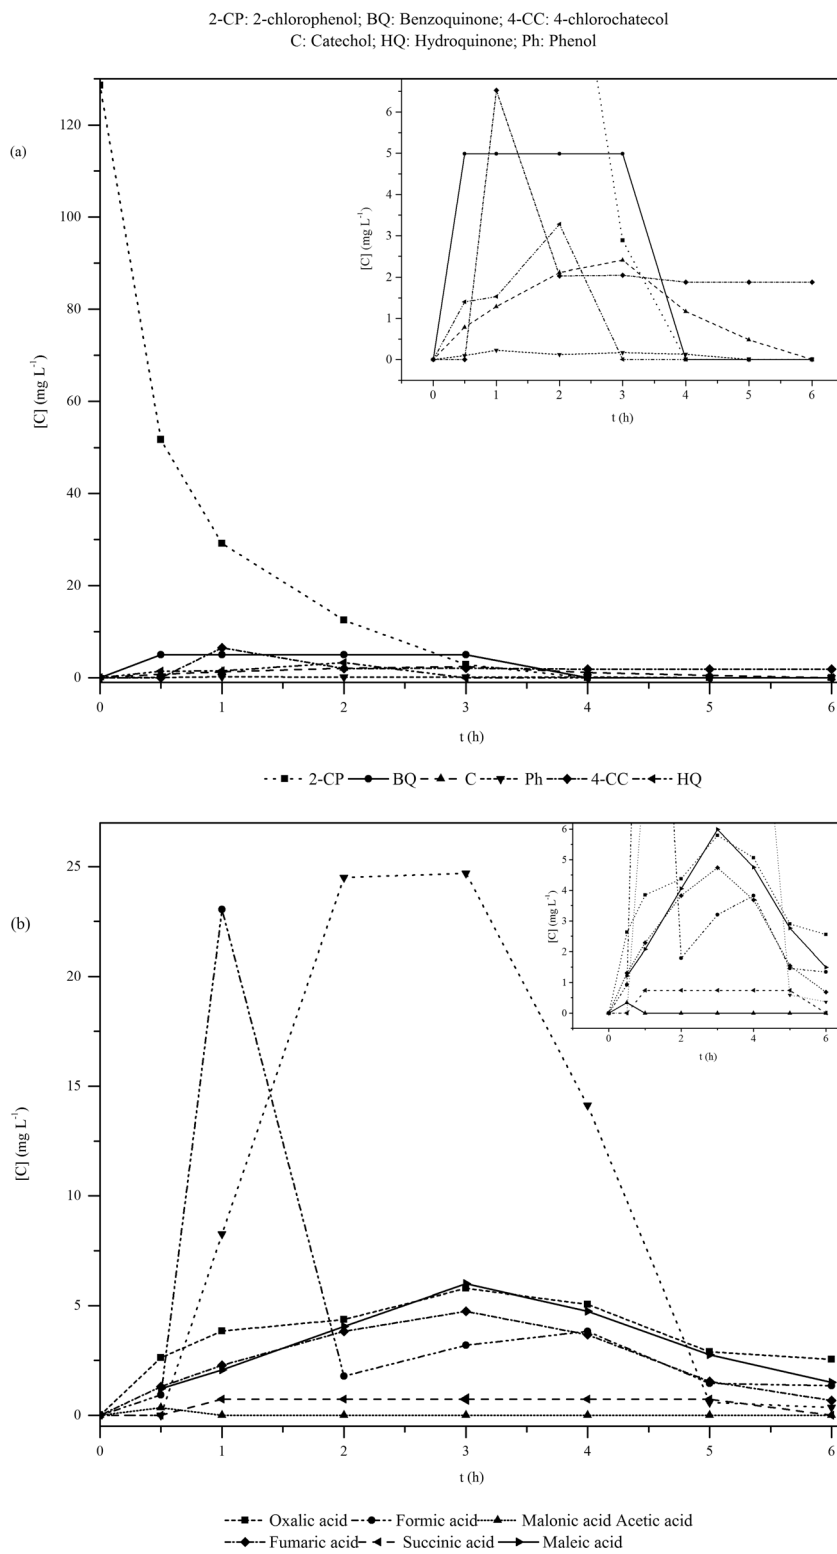 2-CP: 2-chlorophenol; BQ: Benzoquinone; 4-CC: 4-chlorochatecol
C: Catechol; HQ: Hydroquinone; Ph: Phenol
(a)
[C] (mg L-1)
120
100
80
60
40
20
0
0 1 2 3 4 5 6
t (h)
[C] (mg L-1)
6
5
4
3
2
1
0
0 1 2 3 4 5 6
t (h)
2-CP BQ C Ph 4-CC HQ
(b)
[C] (mg L-1)
25
20
15
10
5
0
0 1 2 3 4 5 6
t (h)
[C] (mg L-1)
6
5
4
3
2
1
0
0 2 4 6
t (h)
Oxalic acid Formic acid Malonic acid Acetic acid
Fumaric acid Succinic acid Maleic acid